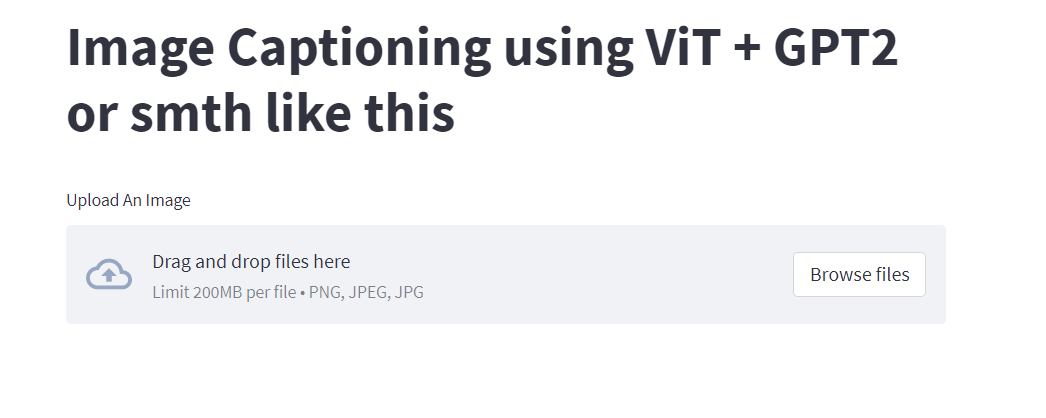 Image Captioning using ViT + GPT2
or smth like this
Upload An Image
Drag and drop files here
Limit 200MB per file • PNG, JPEG, JPG
Browse files